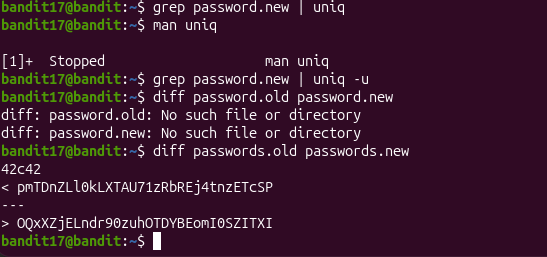 bandit17@bandit:~$ grep password.new | uniq
bandit17@bandit:~$ man uniq
[1]+  Stopped                 man uniq
bandit17@bandit:~$ grep password.new | uniq -u
bandit17@bandit:~$ diff password.old password.new
diff: password.old: No such file or directory
diff: password.new: No such file or directory
bandit17@bandit:~$ diff passwords.old passwords.new
42c42
< pmTDnZLl0kLXTAU71zRbREj4tnzETcSP
---
> OQxXZjELndr90zuhOTDYBEomI0SZITXI
bandit17@bandit:~$